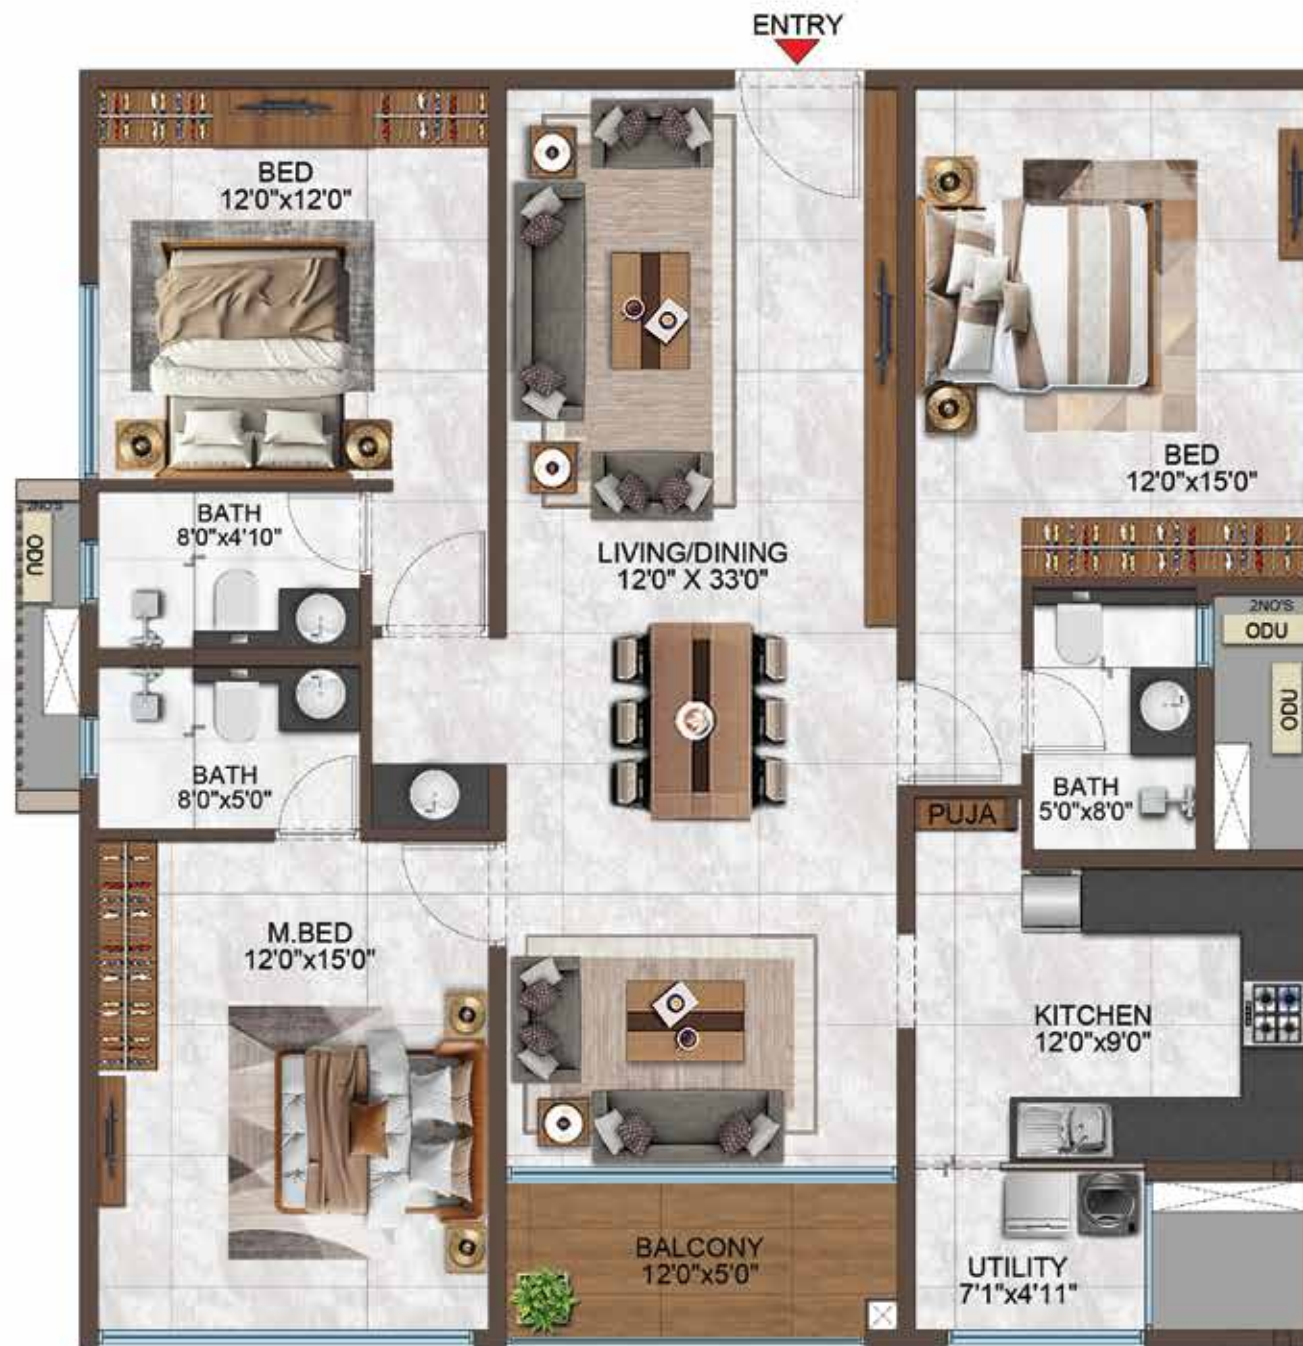 ENTRY
BED
12'0"x12'0"
BED
12'0"x15'0"
2NO'S
ODU
BATH
8'0"x4'10"
LIVING/DINING
12'0" X 33'0"
2NO'S
ODU
ODU
BATH
8'0"x5'0"
BATH
5'0"x8'0"
PUJA
M.BED
12'0"x15'0"
KITCHEN
12'0"x9'0"
BALCONY
12'0"x5'0"
UTILITY
7'1"x4'11"